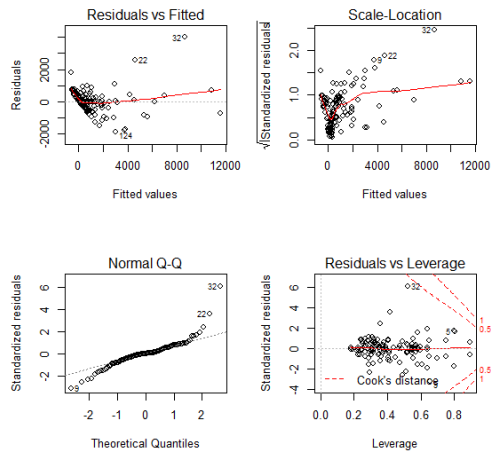 Residuals vs Fitted
Residuals
-2000 0 2000
32
22
124
0 4000 8000 12000
Fitted values
Scale-Location
√|Standardized residuals|
0.0 1.0 2.0
32
22
9
0 4000 8000 12000
Fitted values
Normal Q-Q
Standardized residuals
-2 0 2 4 6
32
22
9
-2 -1 0 1 2
Theoretical Quantiles
Residuals vs Leverage
Standardized residuals
-4 -2 0 2 4 6
32
5
9
1
0.5
0.5
1
Cook's distance
0.0 0.2 0.4 0.6 0.8
Leverage